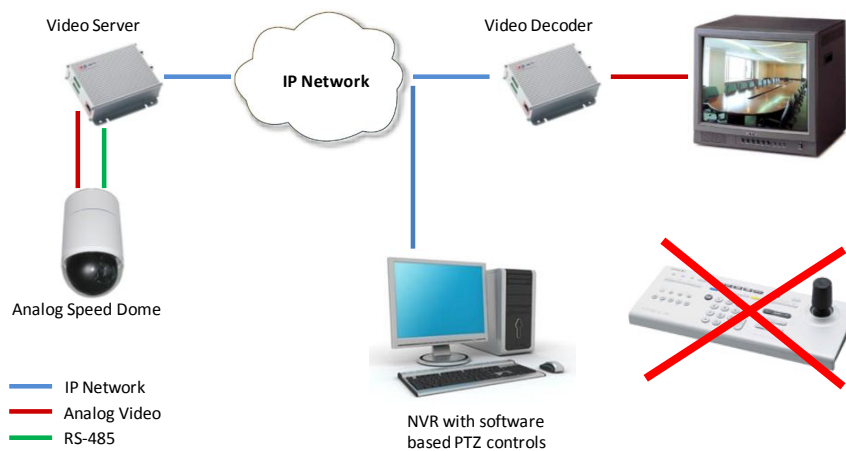 Video Server
Video Decoder
IP Network
Analog Speed Dome
IP Network
Analog Video
RS-485
NVR with software
based PTZ controls